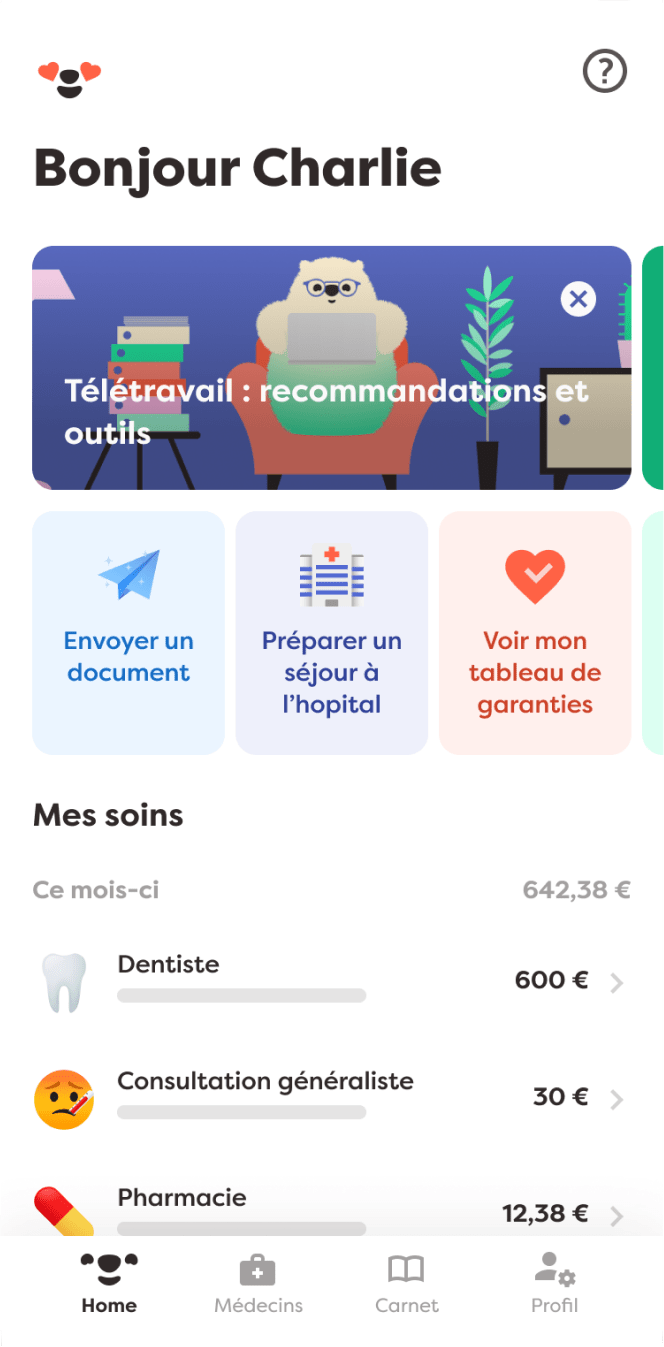 Bonjour Charlie
Télétravail : recommandations et
outils
Envoyer un
document
Préparer un
séjour à
l’hopital
Voir mon
tableau de
garanties
Mes soins
Ce mois-ci 642,38 €
Dentiste 600 €
Consultation généraliste 30 €
Pharmacie 12,38 €
Home Médecins Carnet Profil